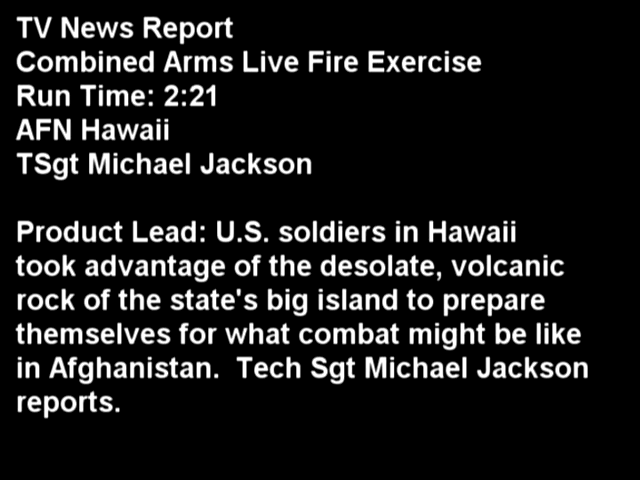 TV News Report
Combined Arms Live Fire Exercise
Run Time: 2:21
AFN Hawaii
TSgt Michael Jackson
Product Lead: U.S. soldiers in Hawaii
took advantage of the desolate, volcanic
rock of the state's big island to prepare
themselves for what combat might be like
in Afghanistan.  Tech Sgt Michael Jackson
reports.